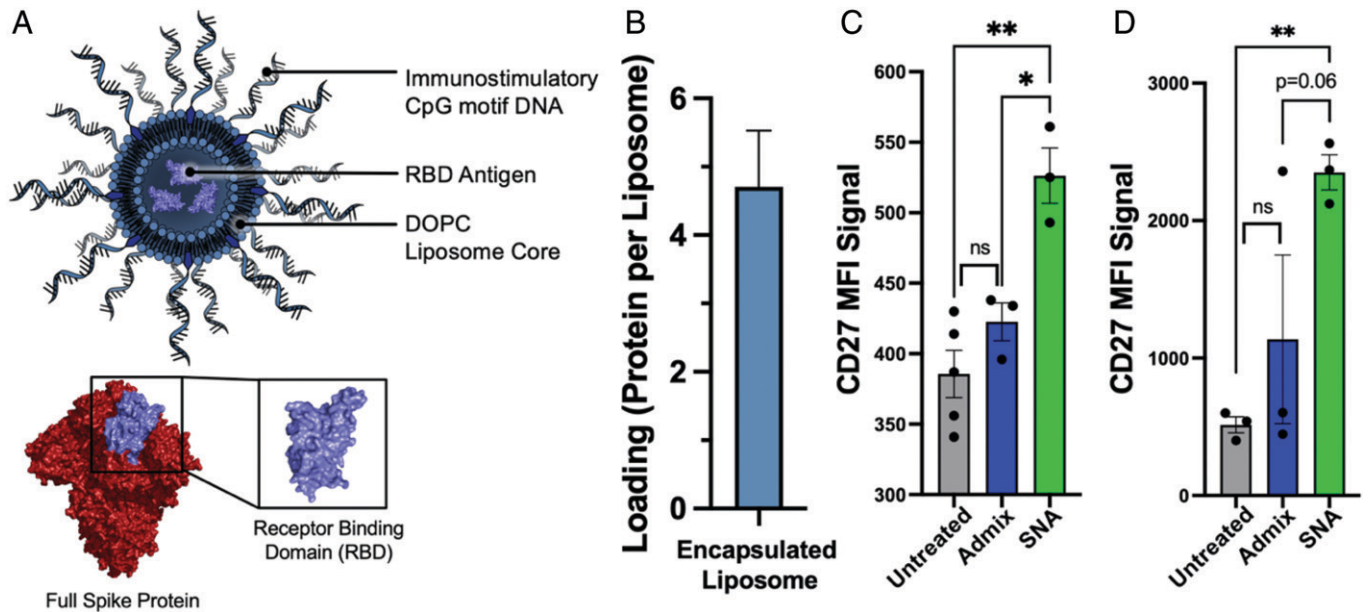 A
Immunostimulatory
CpG motif DNA
RBD Antigen
DOPC
Liposome Core
Receptor Binding
Domain (RBD)
Full Spike Protein
B
Loading (Protein per Liposome)
6
4
2
0
Encapsulated
Liposome
C
CD27 MFI Signal
600
550
500
450
400
350
300
**
*
ns
Untreated
Admix
SNA
D
CD27 MFI Signal
3000
2000
1000
0
**
p=0.06
ns
Untreated
Admix
SNA